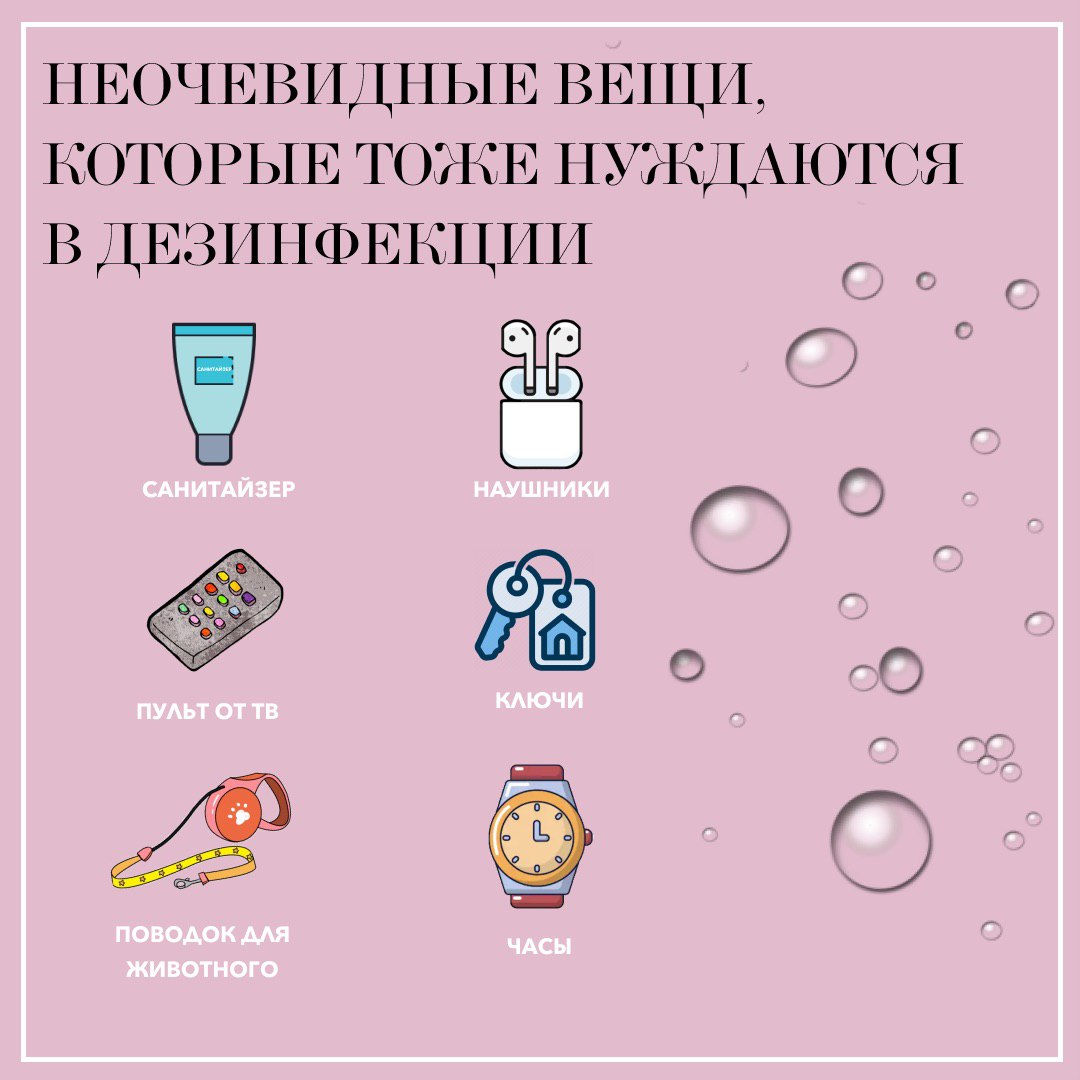 НЕОЧЕВИДНЫЕ ВЕЩИ,
КОТОРЫЕ ТОЖЕ НУЖДАЮТСЯ
В ДЕЗИНФЕКЦИИ
САНИТАЙЗЕР
САНИТАЙЗЕР
НАУШНИКИ
ПУЛЬТ ОТ ТВ
КЛЮЧИ
ПОВОДОК ДЛЯ
ЖИВОТНОГО
ЧАСЫ